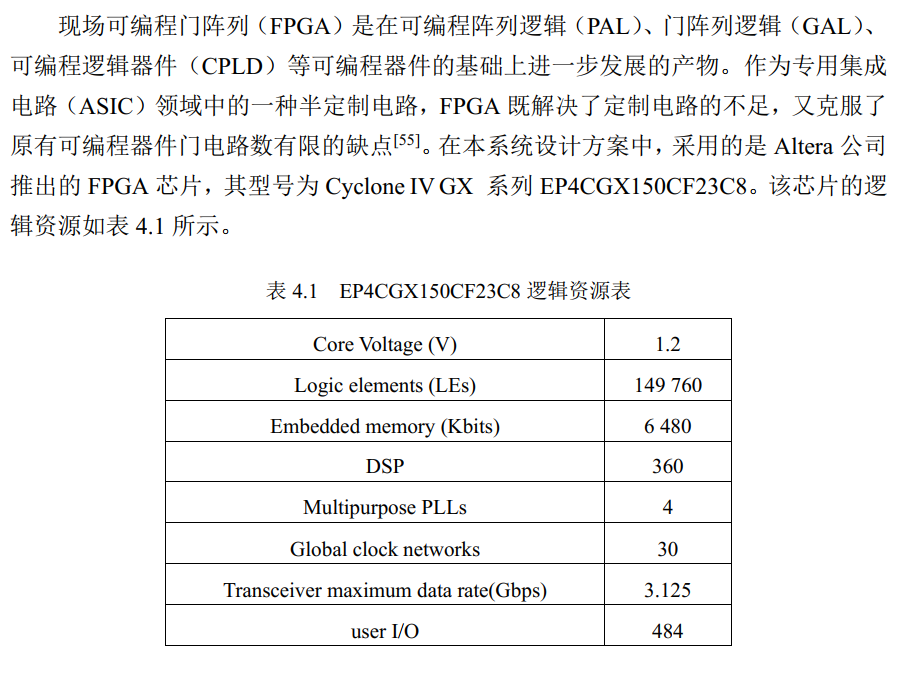 现场可编程门阵列（FPGA）是在可编程阵列逻辑（PAL）、门阵列逻辑（GAL）、
可编程逻辑器件（CPLD）等可编程器件的基础上进一步发展的产物。作为专用集成
电路（ASIC）领域中的一种半定制电路，FPGA 既解决了定制电路的不足，又克服了
原有可编程器件门电路数有限的缺点[55]。在本系统设计方案中，采用的是 Altera 公司
推出的 FPGA 芯片，其型号为 Cyclone IV GX 系列 EP4CGX150CF23C8。该芯片的逻
辑资源如表 4.1 所示。
表 4.1 EP4CGX150CF23C8 逻辑资源表
Core Voltage (V) 1.2
Logic elements (LEs) 149 760
Embedded memory (Kbits) 6 480
DSP 360
Multipurpose PLLs 4
Global clock networks 30
Transceiver maximum data rate(Gbps) 3.125
user I/O 484